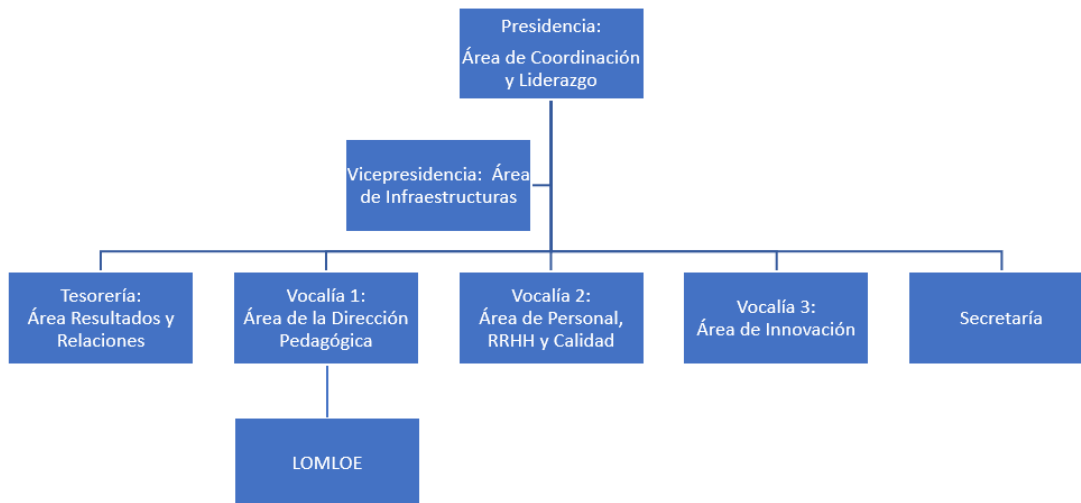 Presidencia:
Área de Coordinación
y Liderazgo
Vicepresidencia:  Área
de Infraestructuras
Tesorería:
Área Resultados y
Relaciones
Vocalía 1:
Área de la Dirección
Pedagógica
Vocalía 2:
Área de Personal,
RRHH y Calidad
Vocalía 3:
Área de Innovación
Secretaría
LOMLOE